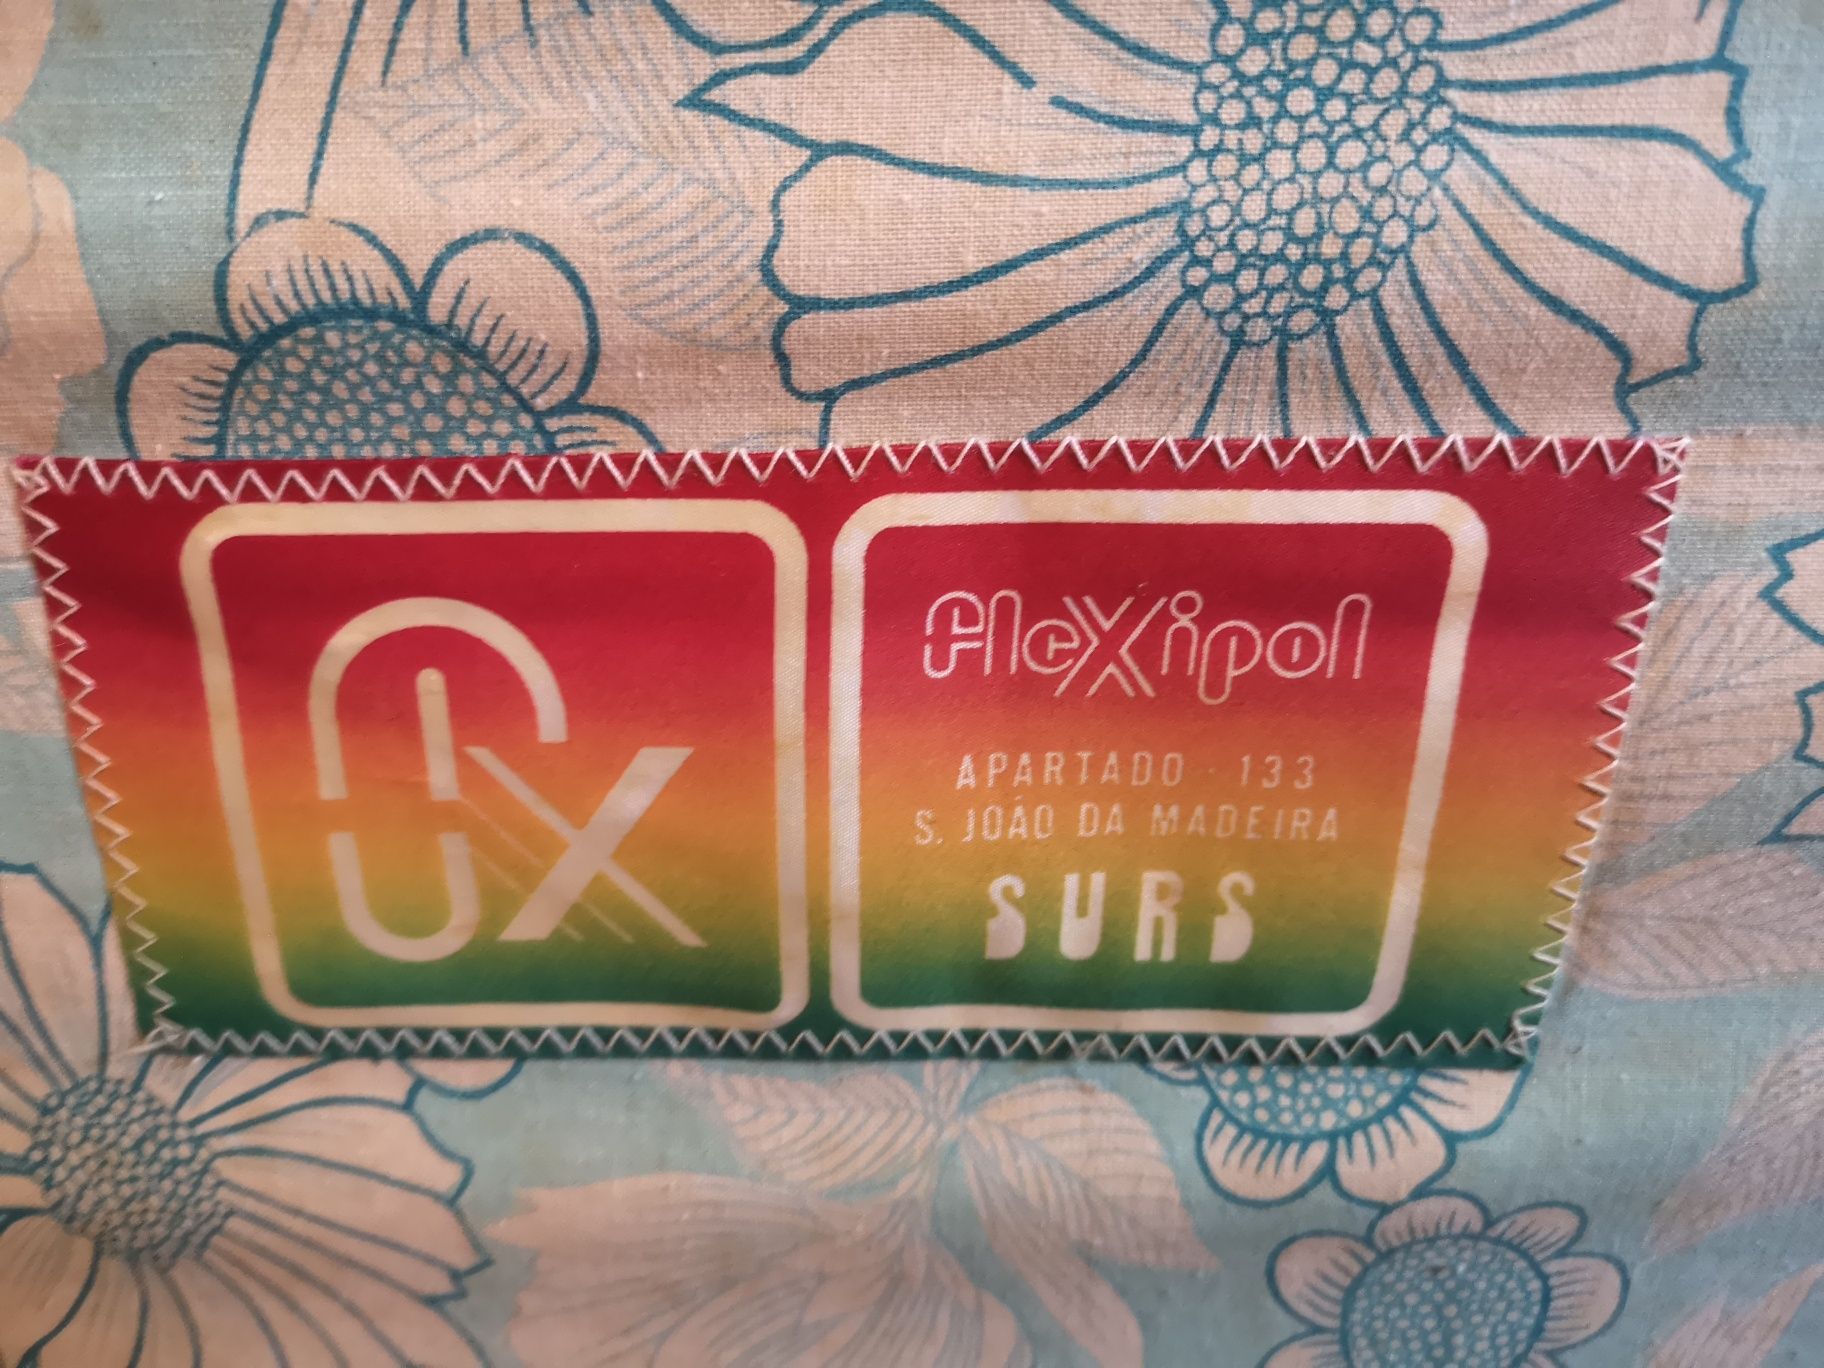 flexipol
APARTADO · 133
S. JOÃO DA MADEIRA
SURS